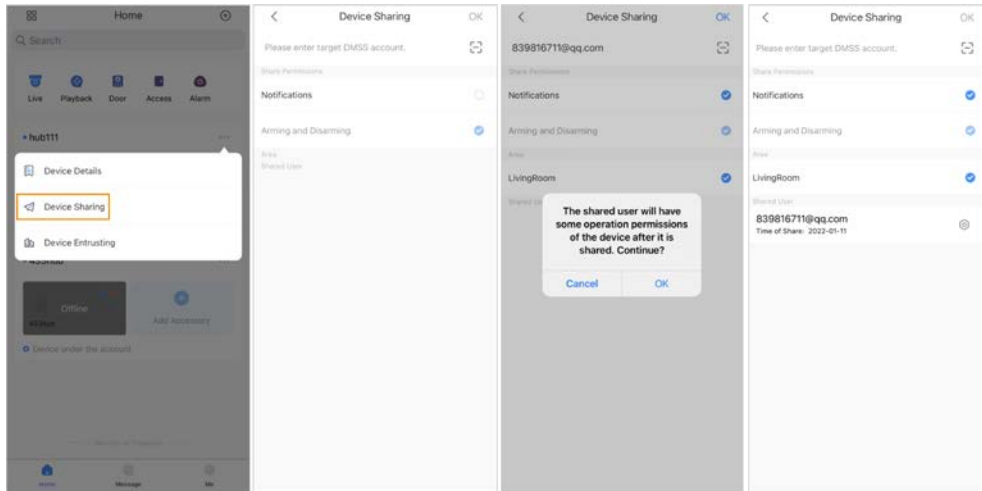 Home
Search
Live
Playback
Door
Access
Alarm
hub111
Device Details
Device Sharing
Device Entrusting
433hub
Offline
433hub
Add Accessory
Device under the account
Home
Message
Me
Device Sharing
OK
Please enter target DMSS account.
Share Permissions
Notifications
Arming and Disarming
Area
Shared User
Device Sharing
OK
839816711@qq.com
Share Permissions
Notifications
Arming and Disarming
Area
LivingRoom
The shared user will have
some operation permissions
of the device after it is
shared. Continue?
Cancel
OK
Device Sharing
OK
Please enter target DMSS account.
Share Permissions
Notifications
Arming and Disarming
Area
LivingRoom
Shared User
839816711@qq.com
Time of Share: 2022-01-11